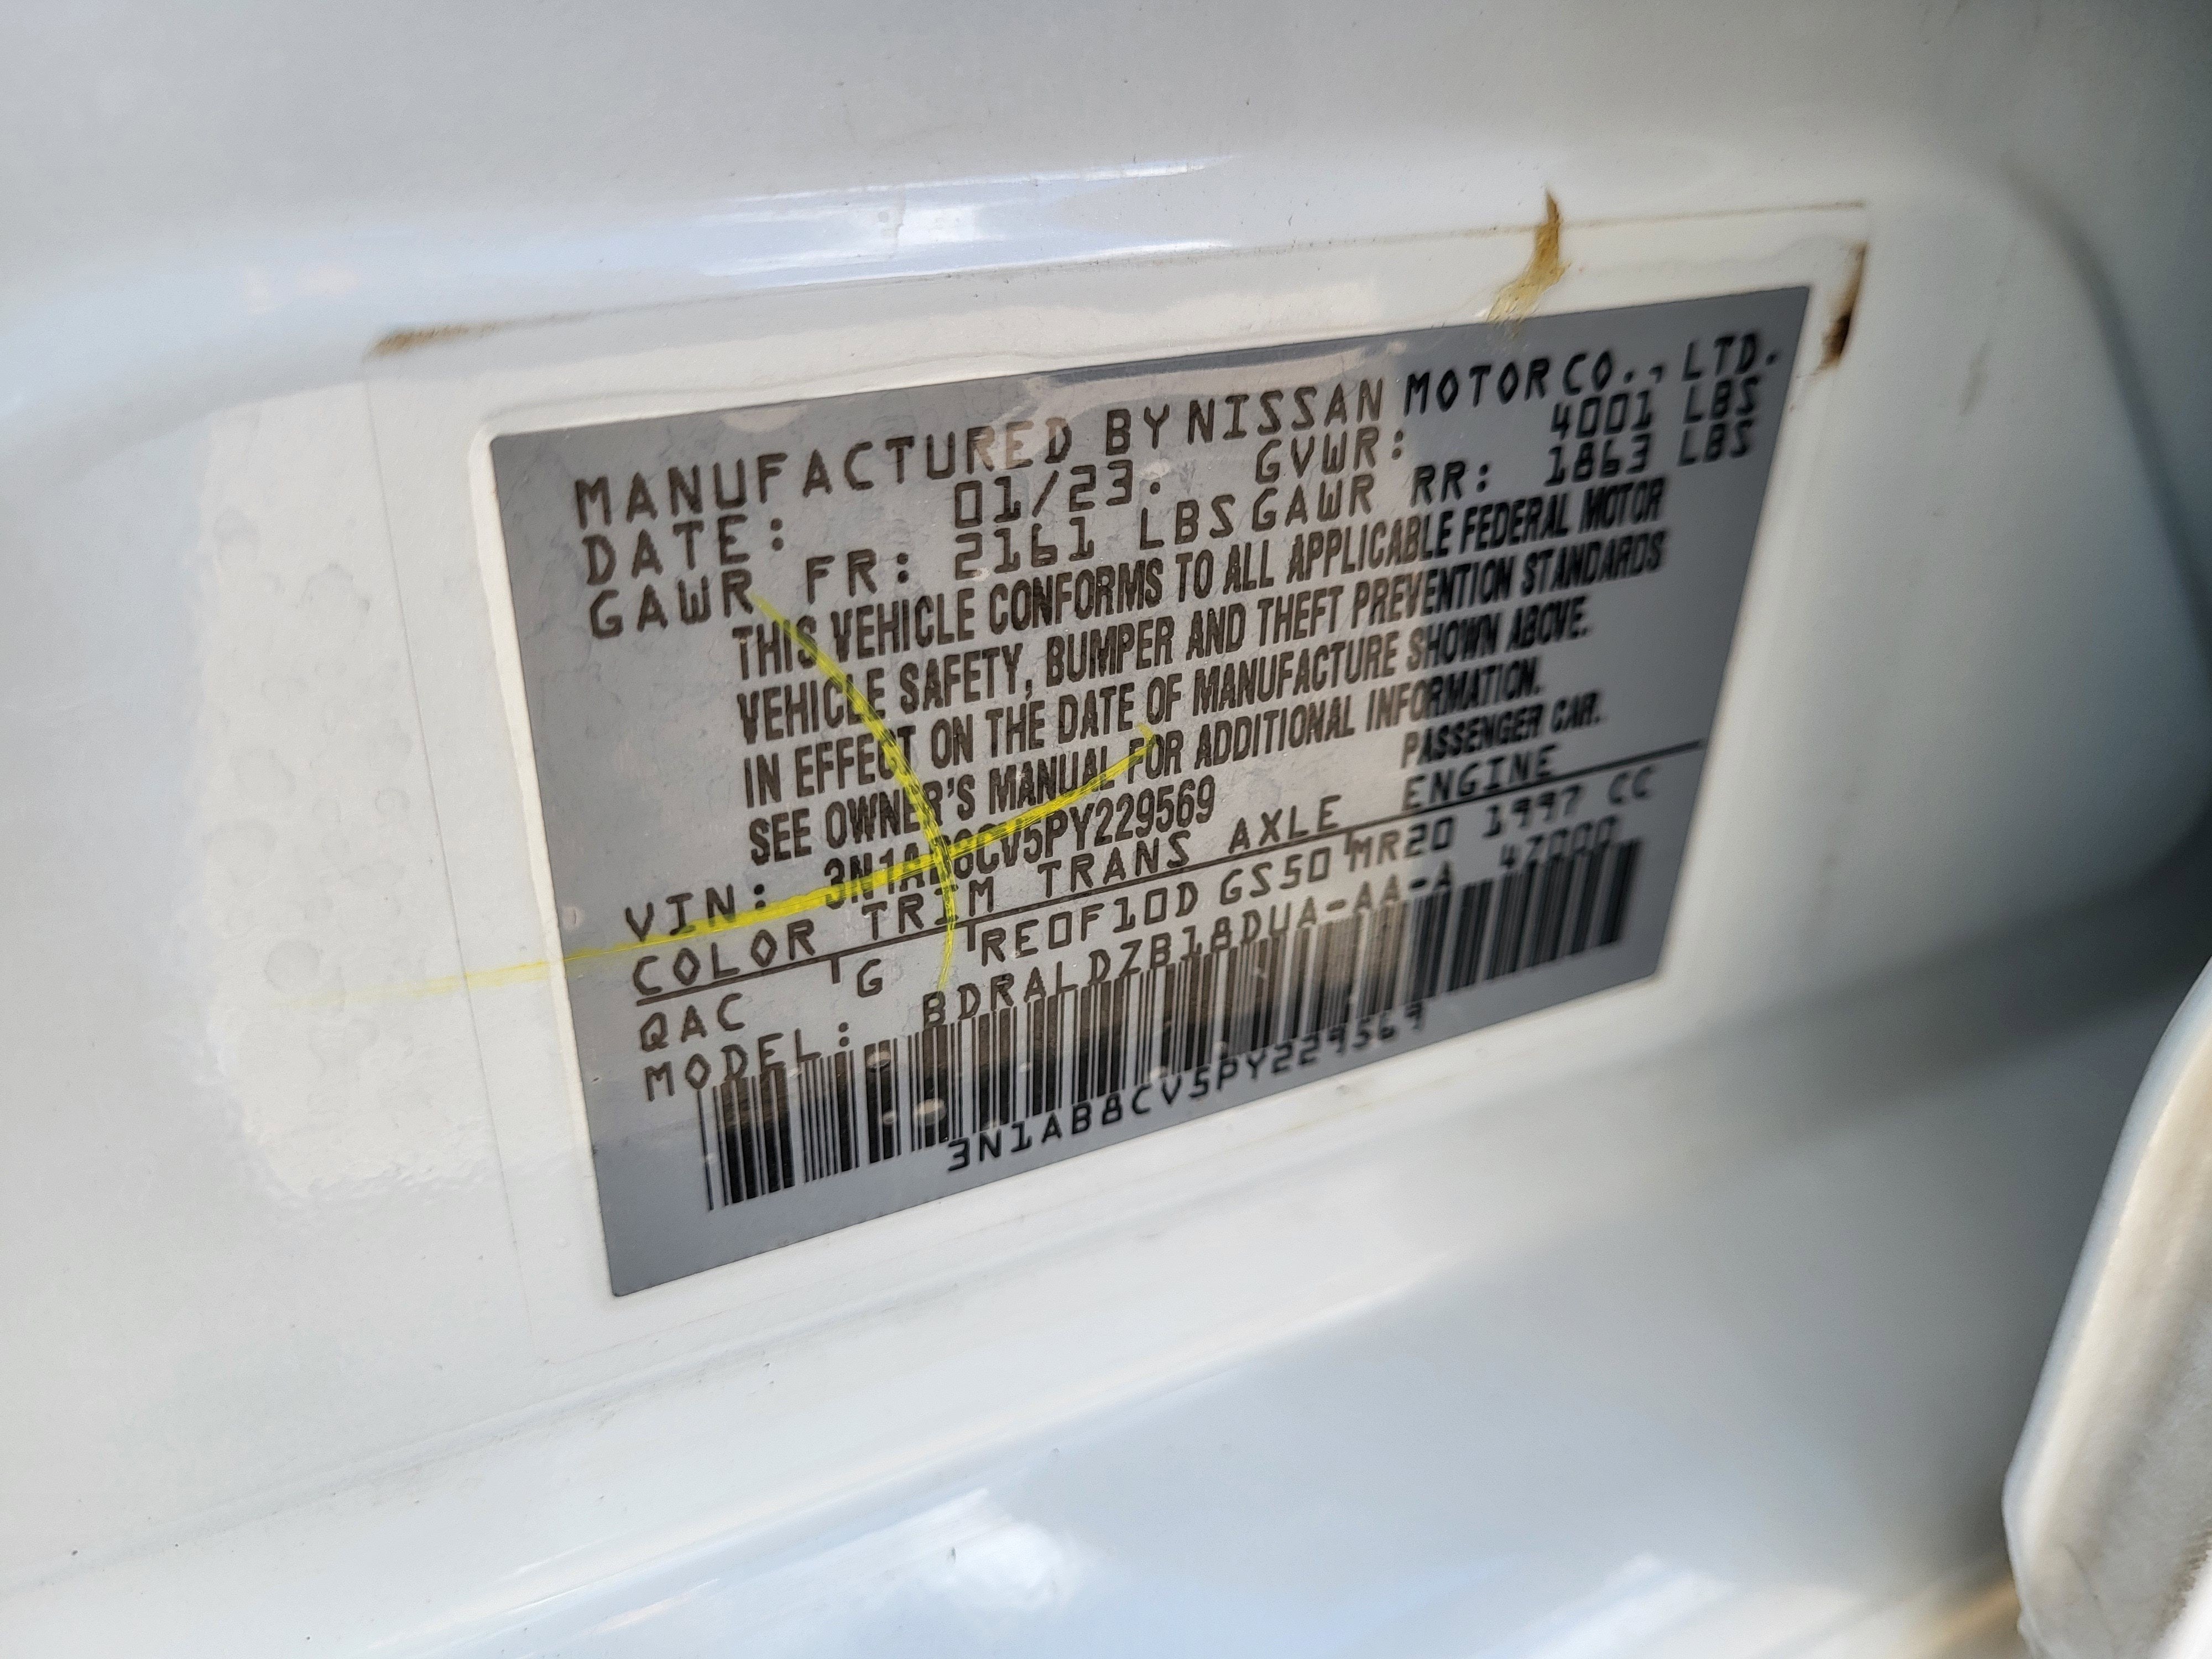 MANUFACTURED BY NISSAN MOTOR CO., LTD.
DATE: 01/23. GVWR: 4001 LBS
GAWR FR: 2161 LBS GAWR RR: 1863 LBS
THIS VEHICLE CONFORMS TO ALL APPLICABLE FEDERAL MOTOR
VEHICLE SAFETY, BUMPER AND THEFT PREVENTION STANDARDS
IN EFFECT ON THE DATE OF MANUFACTURE SHOWN ABOVE.
SEE OWNER'S MANUAL FOR ADDITIONAL INFORMATION.
VIN: 3N1AB8CV5PY229569 PASSENGER CAR.
COLOR TRIM TRANS AXLE ENGINE
QAC G RE0F10D GS50 MR20 1997 CC
MODEL: BDRALDZB18DUA-AA-A 47000
3N1AB8CV5PY229569